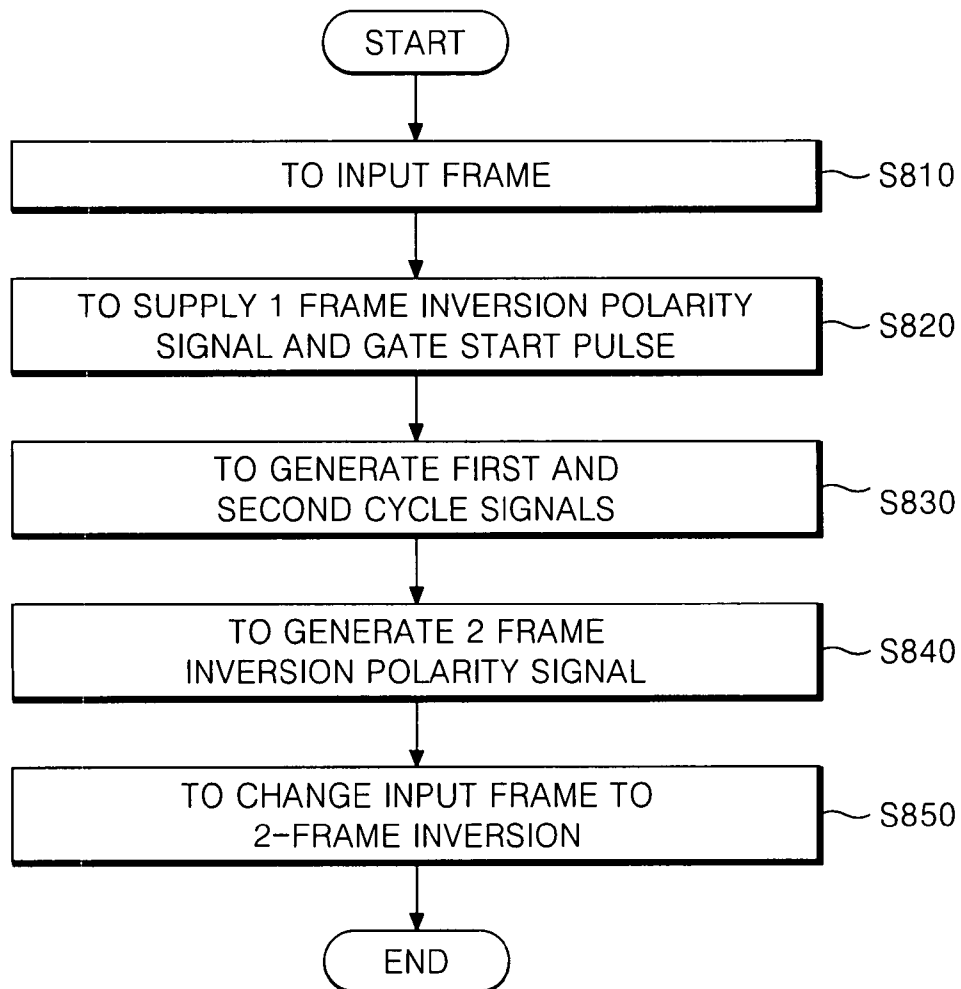 START
TO INPUT FRAME
S810
TO SUPPLY 1 FRAME INVERSION POLARITY
SIGNAL AND GATE START PULSE
S820
TO GENERATE FIRST AND
SECOND CYCLE SIGNALS
S830
TO GENERATE 2 FRAME
INVERSION POLARITY SIGNAL
S840
TO CHANGE INPUT FRAME TO
2-FRAME INVERSION
S850
END